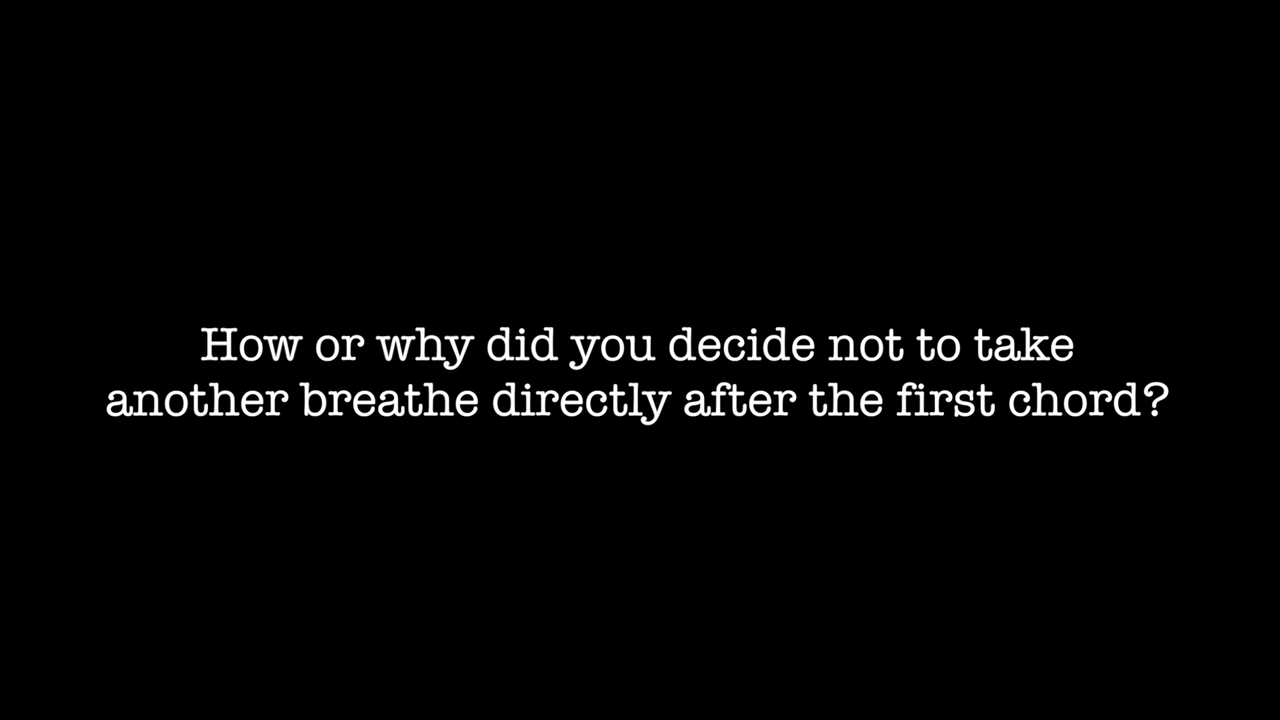 How or why did you decide not to take
another breathe directly after the first chord?